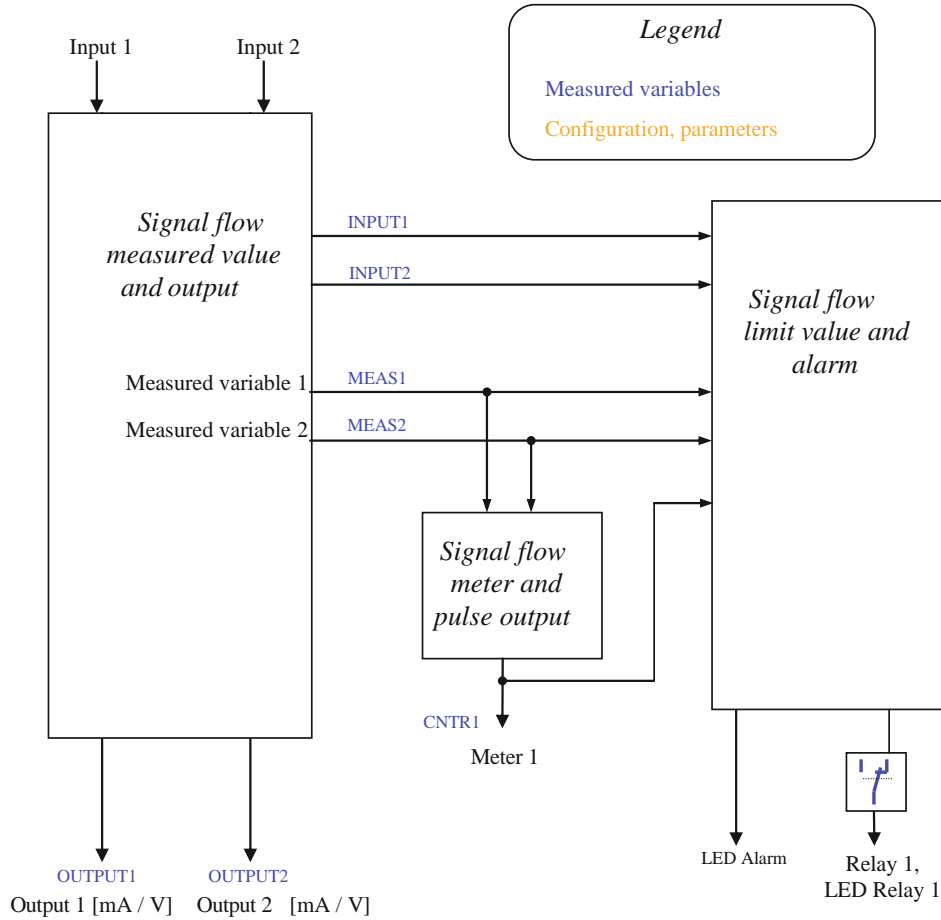 Input 1
Input 2
Legend
Measured variables
Configuration, parameters
Signal flow
measured value
and output
INPUT1
INPUT2
Signal flow
limit value and
alarm
Measured variable 1
MEAS1
Measured variable 2
MEAS2
Signal flow
meter and
pulse output
CNTR1
Meter 1
OUTPUT1
Output 1 [mA / V]
OUTPUT2
Output 2 [mA / V]
LED Alarm
Relay 1,
LED Relay 1